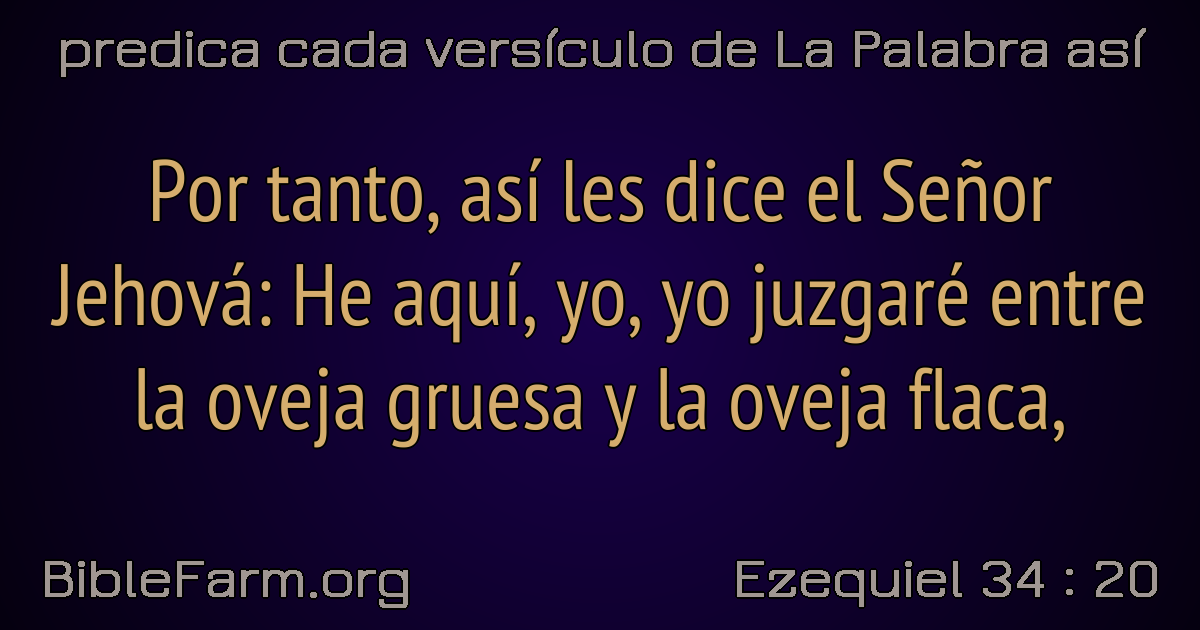 predica cada versículo de La Palabra así
Por tanto, así les dice el Señor
Jehová: He aquí, yo, yo juzgaré entre
la oveja gruesa y la oveja flaca,
BibleFarm.org
Ezequiel 34 : 20